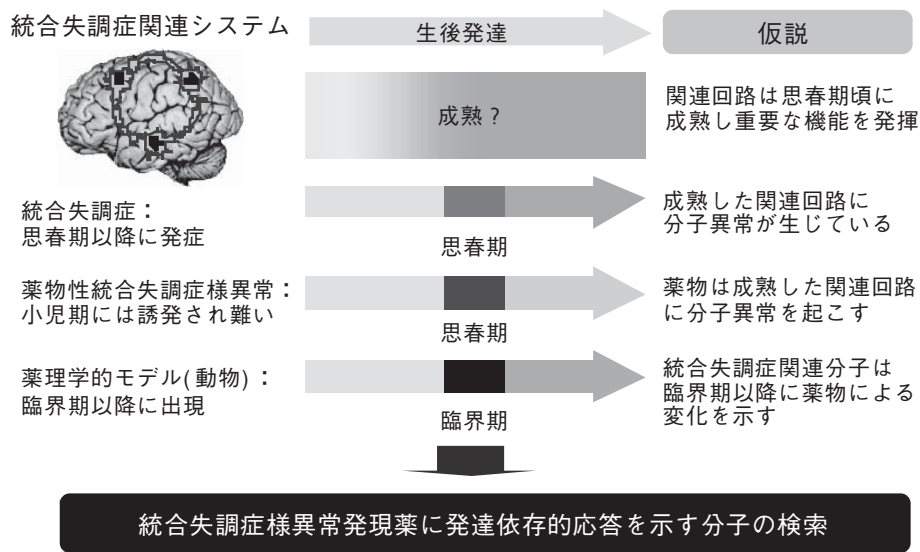 統合失調症関連システム
生後発達
仮説
成熟？
関連回路は思春期頃に
成熟し重要な機能を発揮
統合失調症：
思春期以降に発症
思春期
成熟した関連回路に
分子異常が生じている
薬物性統合失調症様異常：
小児期には誘発され難い
思春期
薬物は成熟した関連回路
に分子異常を起こす
薬理学的モデル(動物)：
臨界期以降に出現
臨界期
統合失調症関連分子は
臨界期以降に薬物による
変化を示す
統合失調症様異常発現薬に発達依存的応答を示す分子の検索